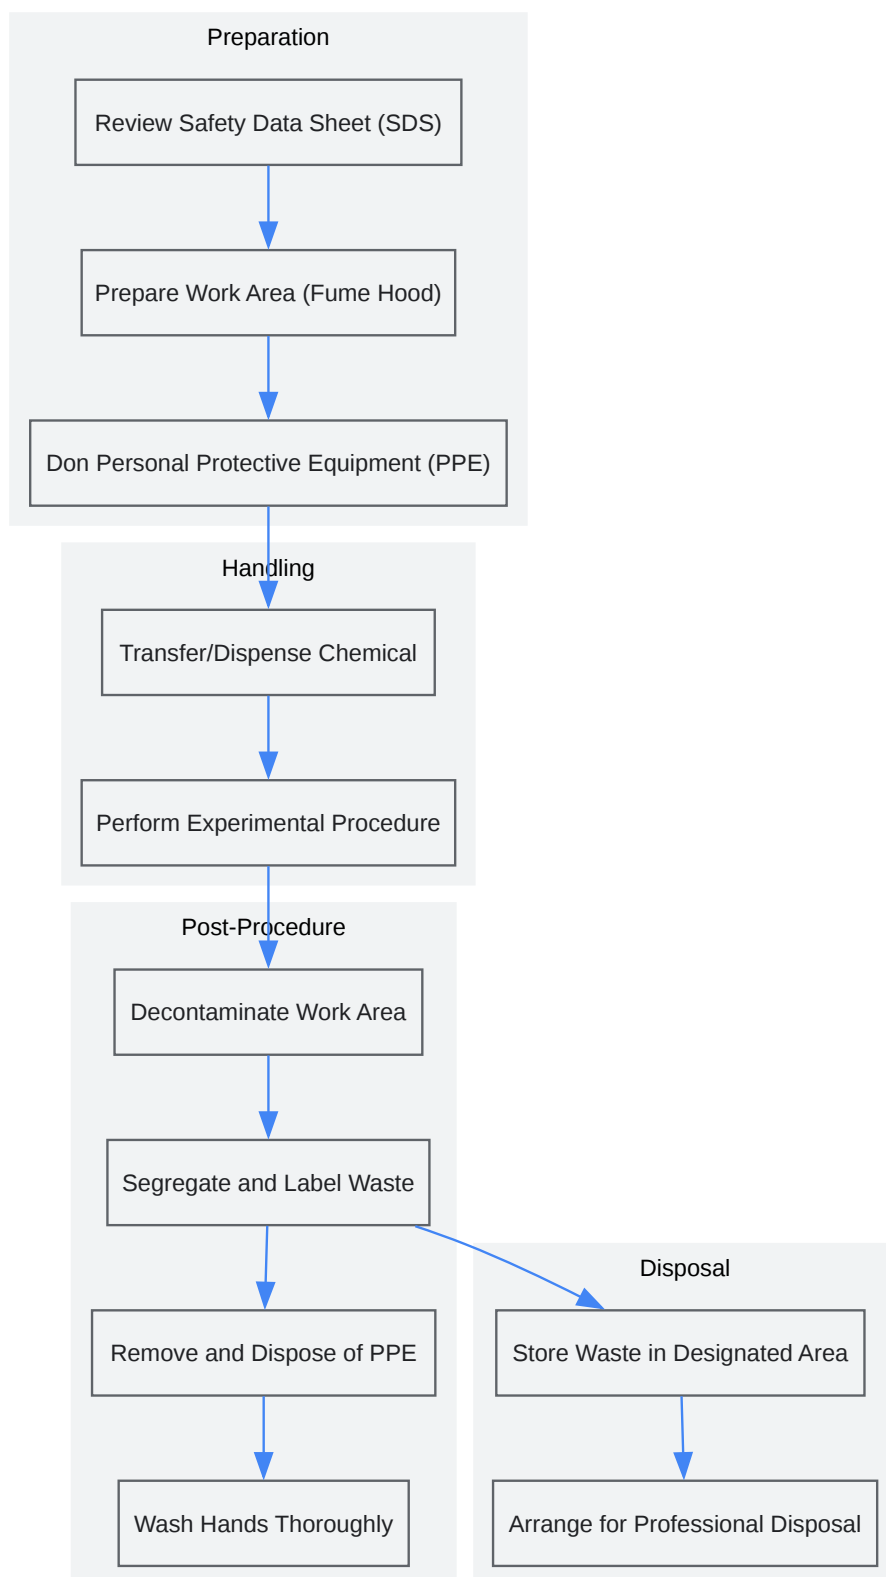 Preparation
Review Safety Data Sheet (SDS)
Prepare Work Area (Fume Hood)
Don Personal Protective Equipment (PPE)
Handling
Transfer/Dispense Chemical
Perform Experimental Procedure
Post-Procedure
Decontaminate Work Area
Segregate and Label Waste
Remove and Dispose of PPE
Wash Hands Thoroughly
Disposal
Store Waste in Designated Area
Arrange for Professional Disposal